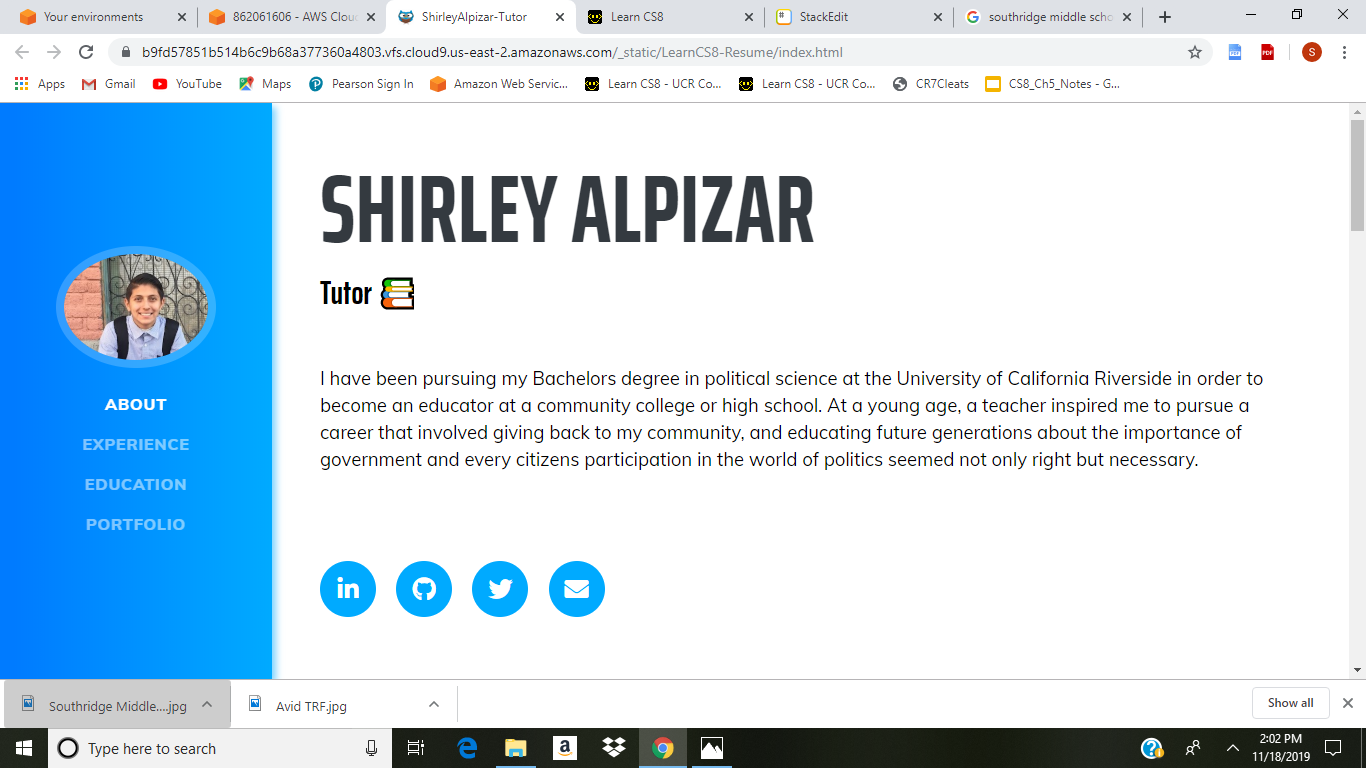 Your environments
862061606 - AWS Clou
ShirleyAlpizar-Tutor
Learn CS8
StackEdit
southridge middle scho
b9fd57851b514b6c9b68a377360a4803.vfs.cloud9.us-east-2.amazonaws.com/_static/LearnCS8-Resume/index.html
PDF
S
Apps
Gmail
YouTube
Maps
Pearson Sign In
Amazon Web Servic...
Learn CS8 - UCR Co...
Learn CS8 - UCR Co...
CR7Cleats
CS8_Ch5_Notes - G...
SHIRLEY ALPIZAR
Tutor
I have been pursuing my Bachelors degree in political science at the University of California Riverside in order to
become an educator at a community college or high school. At a young age, a teacher inspired me to pursue a
career that involved giving back to my community, and educating future generations about the importance of
government and every citizens participation in the world of politics seemed not only right but necessary.
ABOUT
EXPERIENCE
EDUCATION
PORTFOLIO
in
Southridge Middle....jpg
Avid TRF.jpg
Show all
Type here to search
a
2:02 PM
11/18/2019